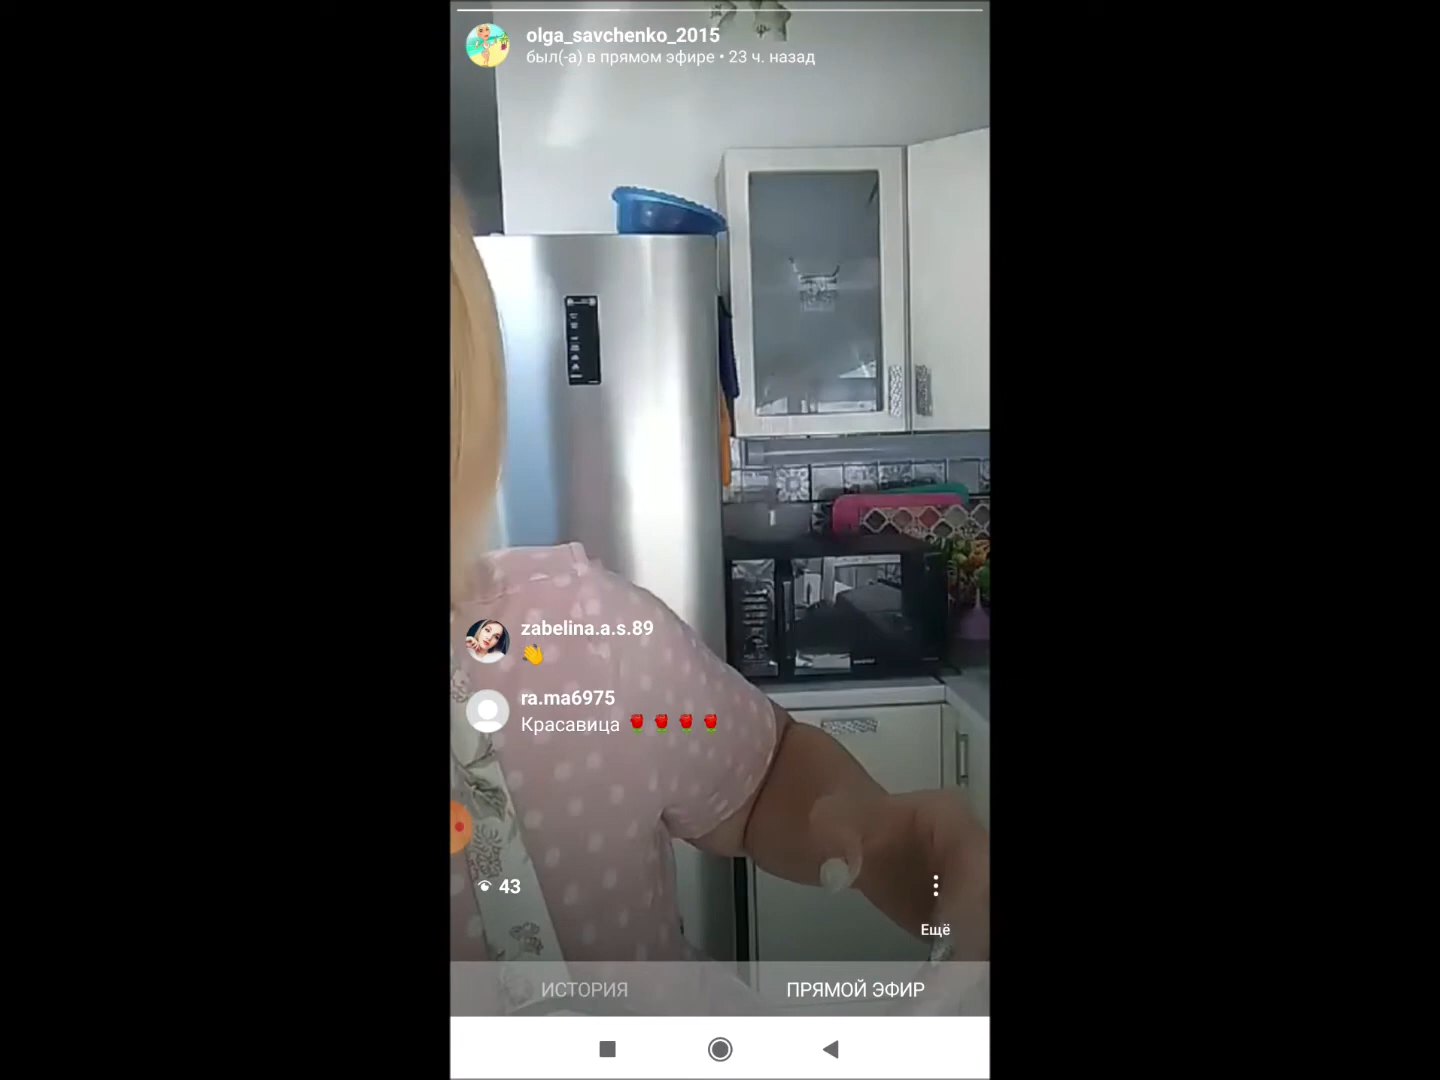 olga_savchenko_2015
был(-а) в прямом эфире • 23 ч. назад
zabelina.a.s.89
👏
ra.ma6975
Красавица 🌹🌹🌹🌹
43
Ещё
ИСТОРИЯ
ПРЯМОЙ ЭФИР